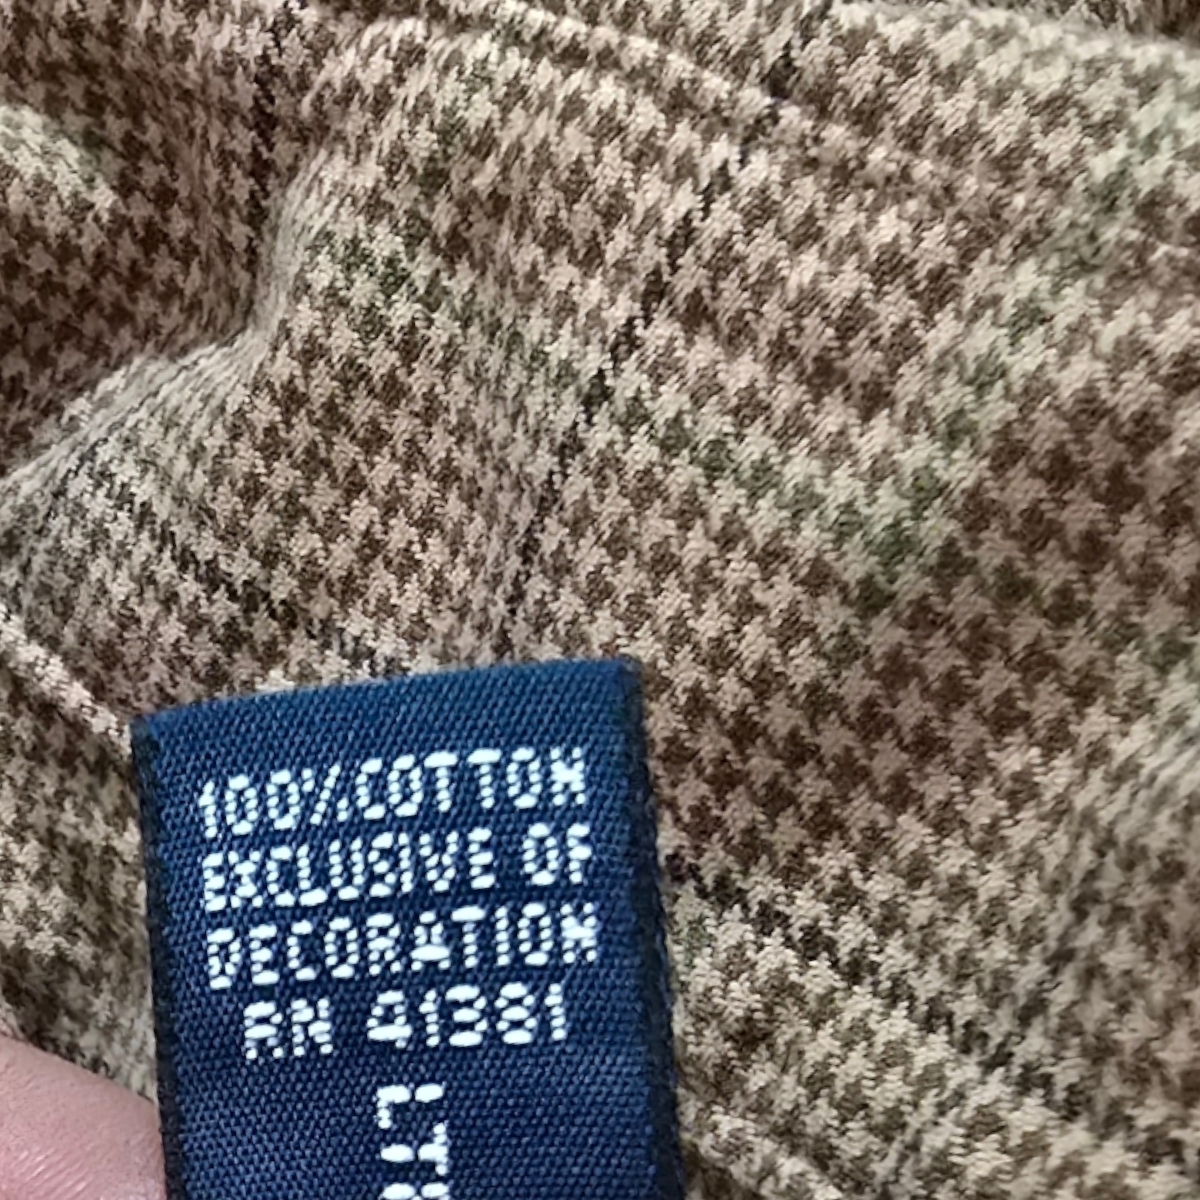 100% COTTON
EXCLUSIVE OF
DECORATION
RN 41381